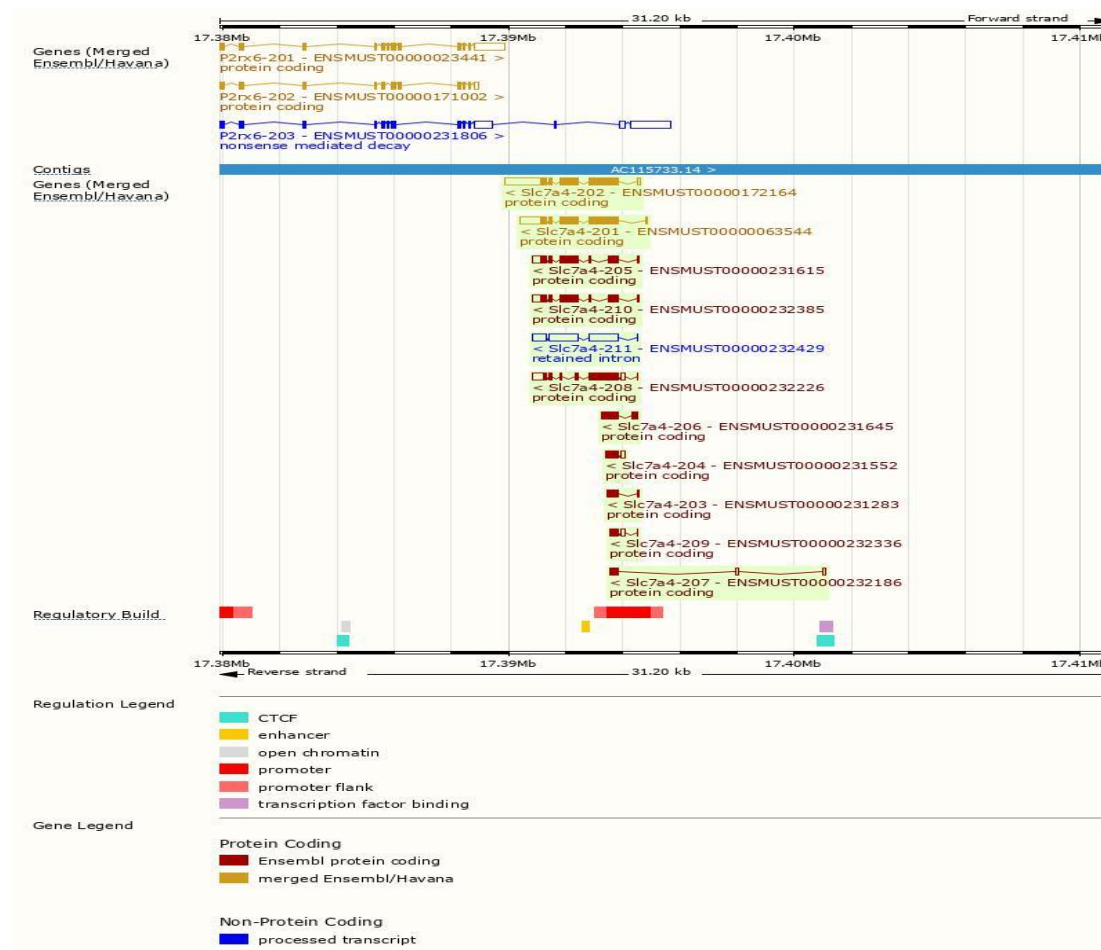 31.20 kb Forward strand
17.38Mb 17.39Mb 17.40Mb 17.41Mb
Genes (Merged
Ensembl/Havana)
P2rx6-201 - ENSMUST00000023441 >
protein coding
P2rx6-202 - ENSMUST00000171002 >
protein coding
P2rx6-203 - ENSMUST00000231806 >
nonsense mediated decay
Contigs AC115733.14 >
Genes (Merged
Ensembl/Havana)
< Slc7a4-202 - ENSMUST00000172164
protein coding
< Slc7a4-201 - ENSMUST00000063544
protein coding
< Slc7a4-205 - ENSMUST00000231615
protein coding
< Slc7a4-210 - ENSMUST00000232385
protein coding
< Slc7a4-211 - ENSMUST00000232429
retained intron
< Slc7a4-208 - ENSMUST00000232226
protein coding
< Slc7a4-206 - ENSMUST00000231645
protein coding
< Slc7a4-204 - ENSMUST00000231552
protein coding
< Slc7a4-203 - ENSMUST00000231283
protein coding
< Slc7a4-209 - ENSMUST00000232336
protein coding
< Slc7a4-207 - ENSMUST00000232186
protein coding
Regulatory Build
17.38Mb 17.39Mb 17.40Mb 17.41Mb
Reverse strand 31.20 kb
Regulation Legend
CTCF
enhancer
open chromatin
promoter
promoter flank
transcription factor binding
Gene Legend
Protein Coding
Ensembl protein coding
merged Ensembl/Havana
Non-Protein Coding
processed transcript